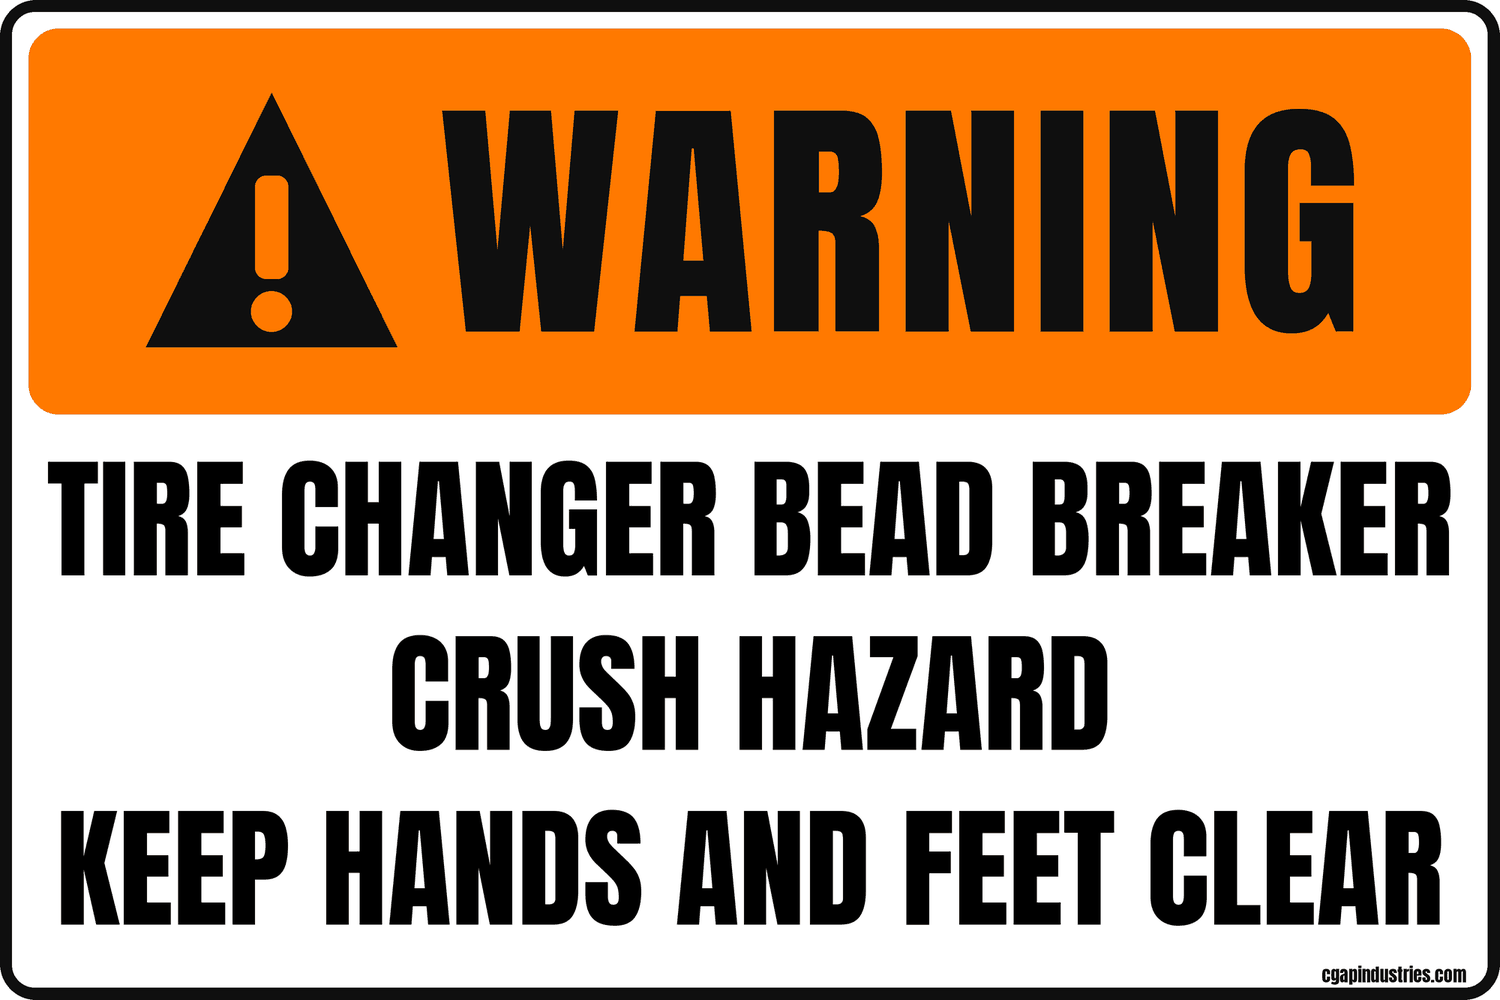 WARNING
TIRE CHANGER BEAD BREAKER
CRUSH HAZARD
KEEP HANDS AND FEET CLEAR
cgapindustries.com